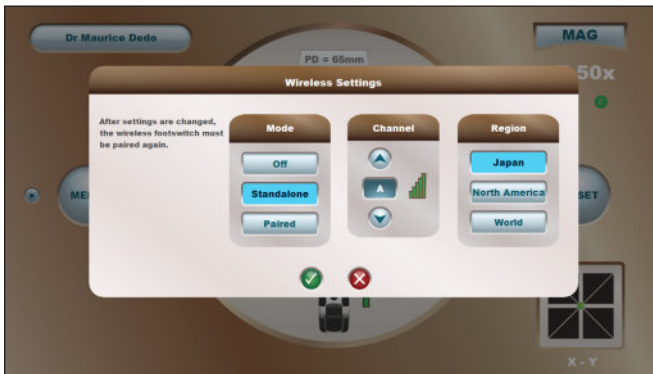 Dr Maurice Dedo
MAG
PD = 65mm
50x
Wireless Settings
After settings are changed,
the wireless footswitch must
be paired again.
Mode
Off
Standalone
Paired
Channel
A
Region
Japan
North America
World
X - Y